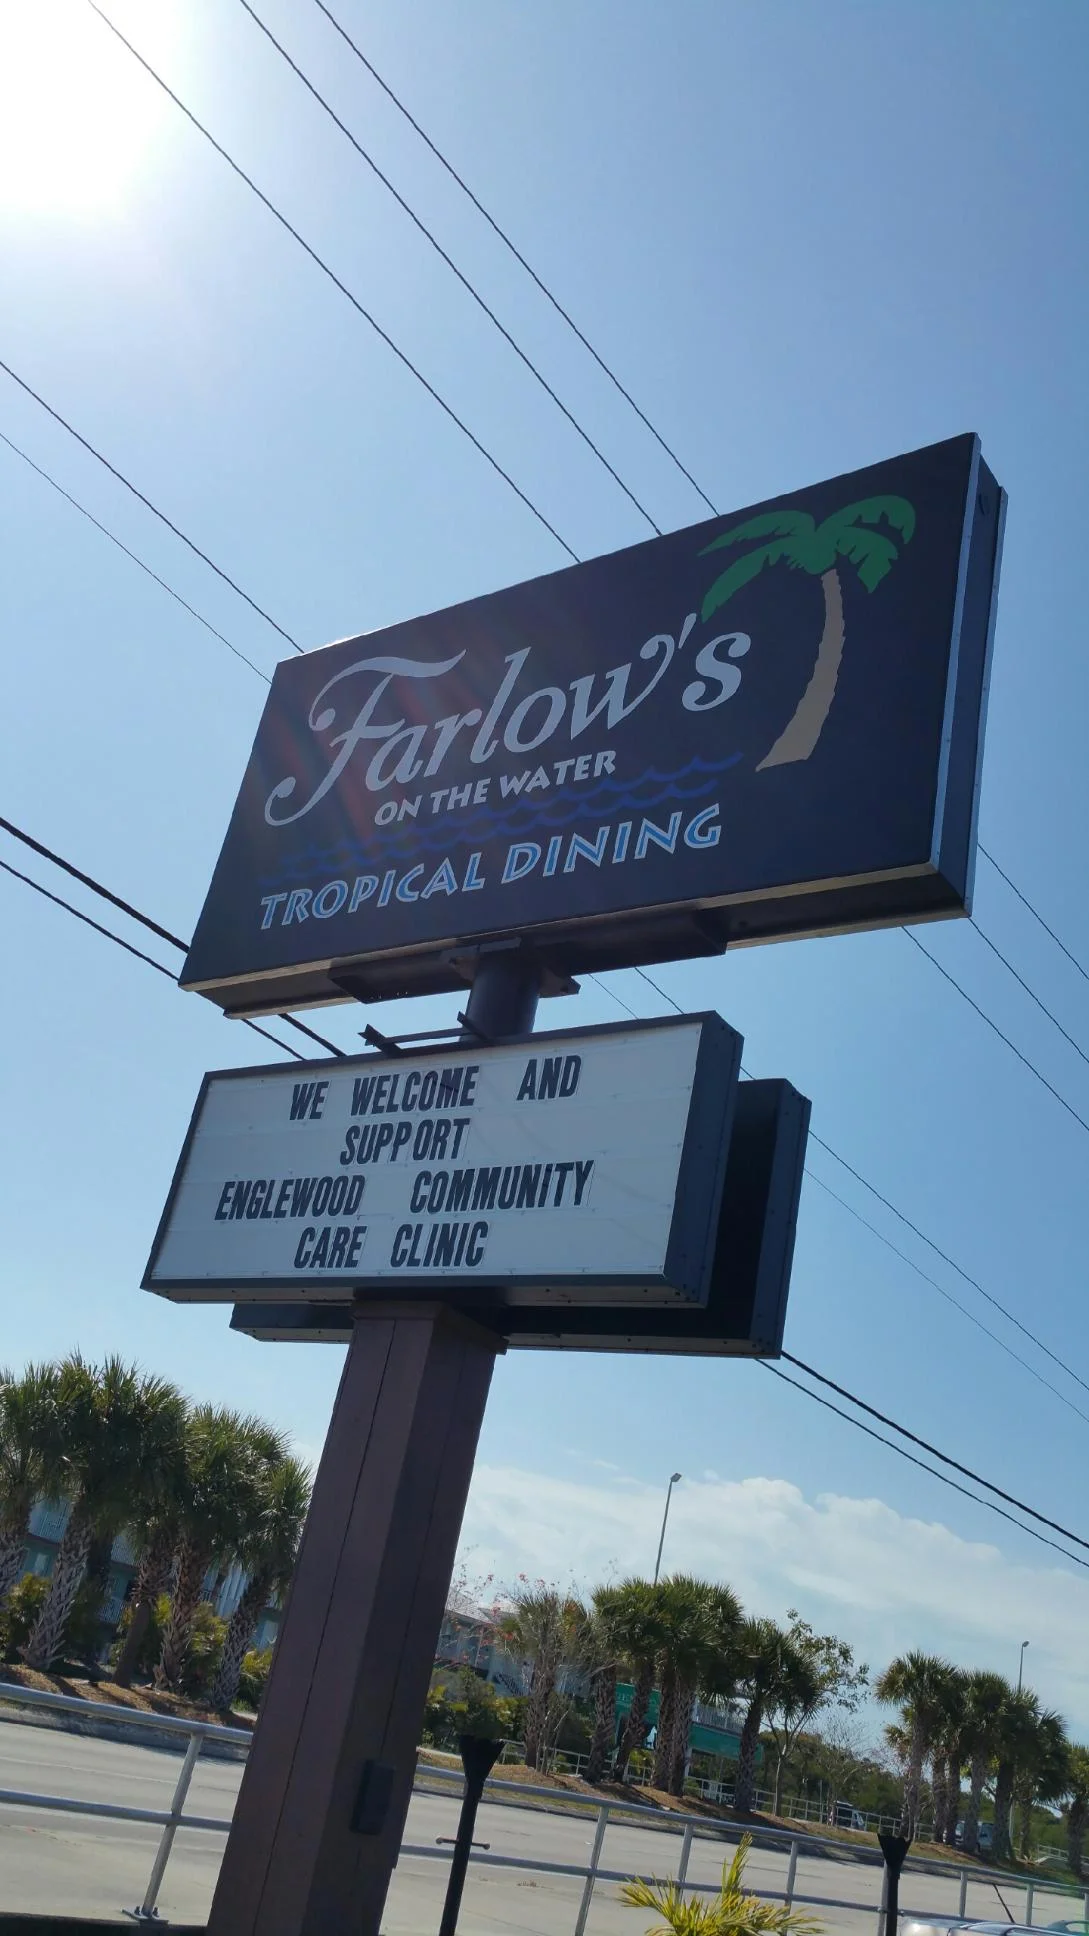 Farlow's
ON THE WATER
TROPICAL DINING
WE WELCOME AND
SUPPORT
ENGLEWOOD COMMUNITY
CARE CLINIC